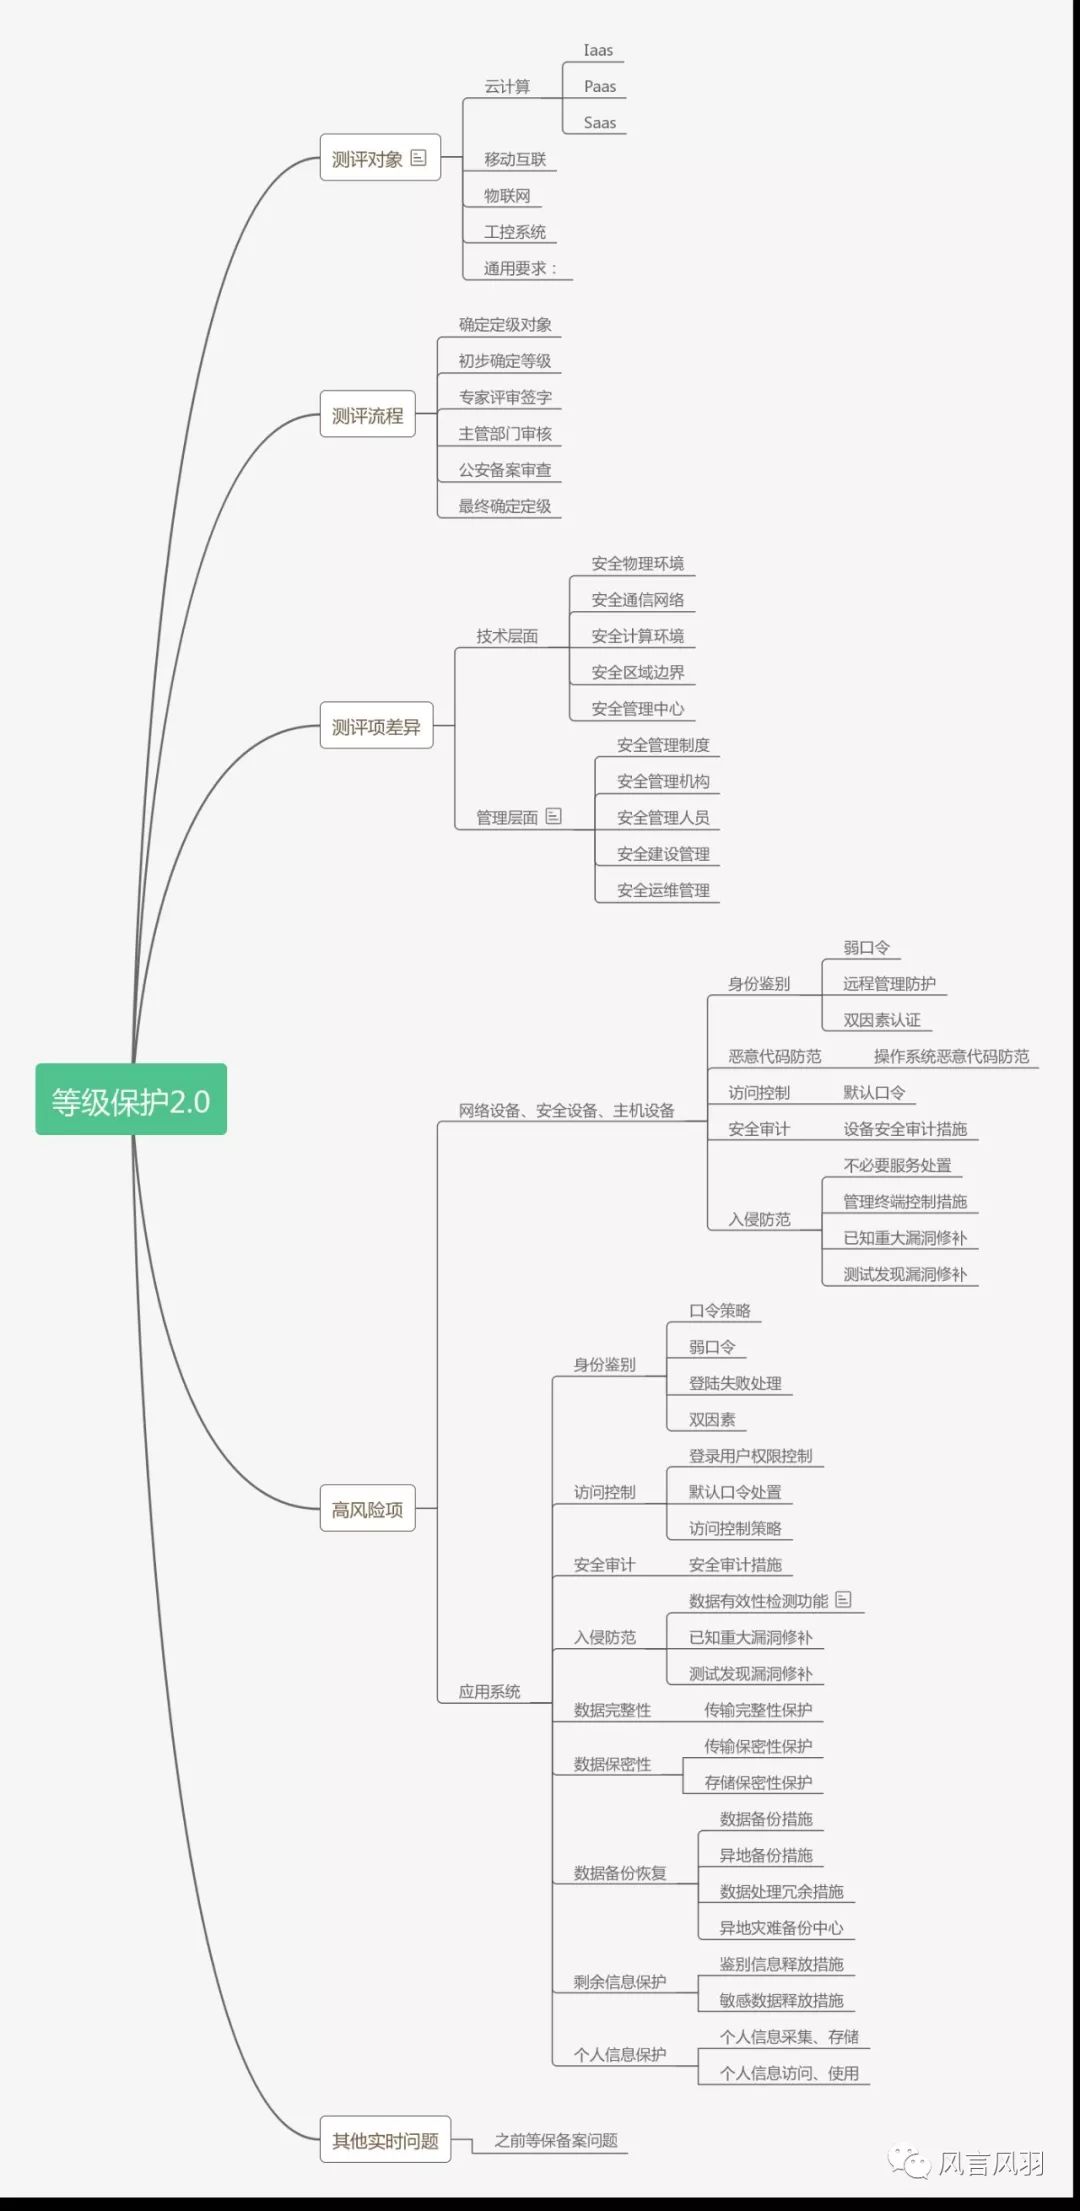 等级保护2.0
测评对象
云计算
Iaas
Paas
Saas
移动互联
物联网
工控系统
通用要求：
测评流程
确定定级对象
初步确定等级
专家评审签字
主管部门审核
公安备案审查
最终确定定级
测评项差异
技术层面
安全物理环境
安全通信网络
安全计算环境
安全区域边界
安全管理中心
管理层面
安全管理制度
安全管理机构
安全管理人员
安全建设管理
安全运维管理
高风险项
网络设备、安全设备、主机设备
身份鉴别
弱口令
远程管理防护
双因素认证
恶意代码防范
操作系统恶意代码防范
访问控制
默认口令
安全审计
设备安全审计措施
入侵防范
不必要服务处置
管理终端控制措施
已知重大漏洞修补
测试发现漏洞修补
应用系统
身份鉴别
口令策略
弱口令
登陆失败处理
双因素
访问控制
登录用户权限控制
默认口令处置
访问控制策略
安全审计
安全审计措施
入侵防范
数据有效性检测功能
已知重大漏洞修补
测试发现漏洞修补
数据完整性
传输完整性保护
数据保密性
传输保密性保护
存储保密性保护
数据备份恢复
数据备份措施
异地备份措施
数据处理冗余措施
异地灾难备份中心
剩余信息保护
鉴别信息释放措施
敏感数据释放措施
个人信息保护
个人信息采集、存储
个人信息访问、使用
其他实时问题
之前等保备案问题
风言风羽